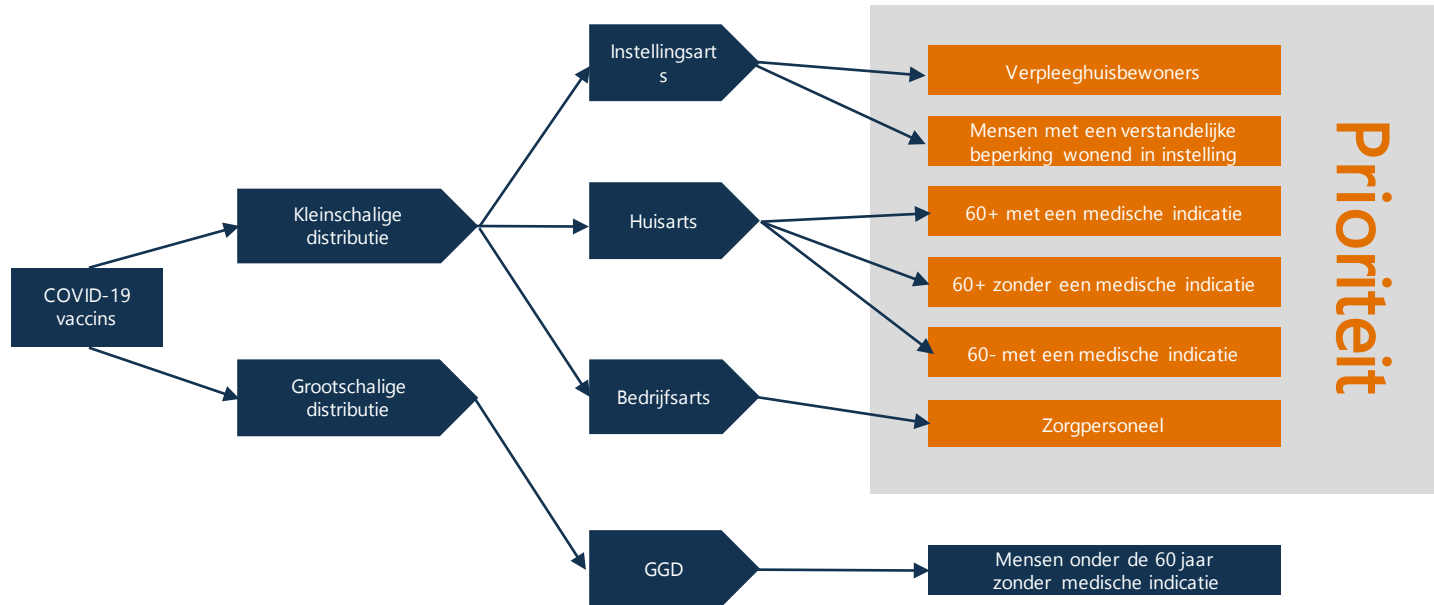 COVID-19
vaccins
Kleinschalige
distributie
Grootschalige
distributie
Instellingsart
s
Huisarts
Bedrijfsarts
GGD
Verpleeghuisbewoners
Mensen met een verstandelijke
beperking wonend in instelling
60+ met een medische indicatie
60+ zonder een medische indicatie
60- met een medische indicatie
Zorgpersoneel
Mensen onder de 60 jaar
zonder medische indicatie
Prioriteit